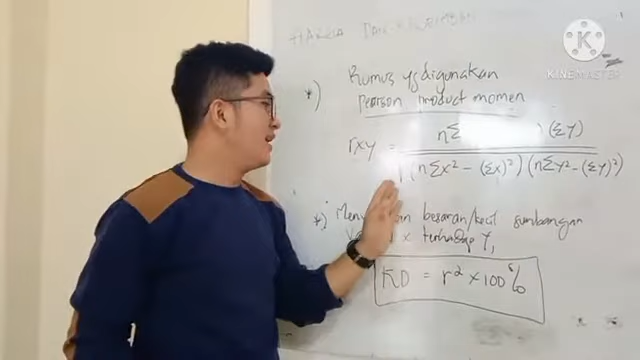 KINEMASTER
*) Rumus yg digunakan
Pearson product momen
rxy = nΣ ) (ΣY)
(nΣx² - (Σx)²) (nΣY² - (ΣY)²)
*) besaran/kecil sumbangan
x terhadap Y,
KD = r² x 100%